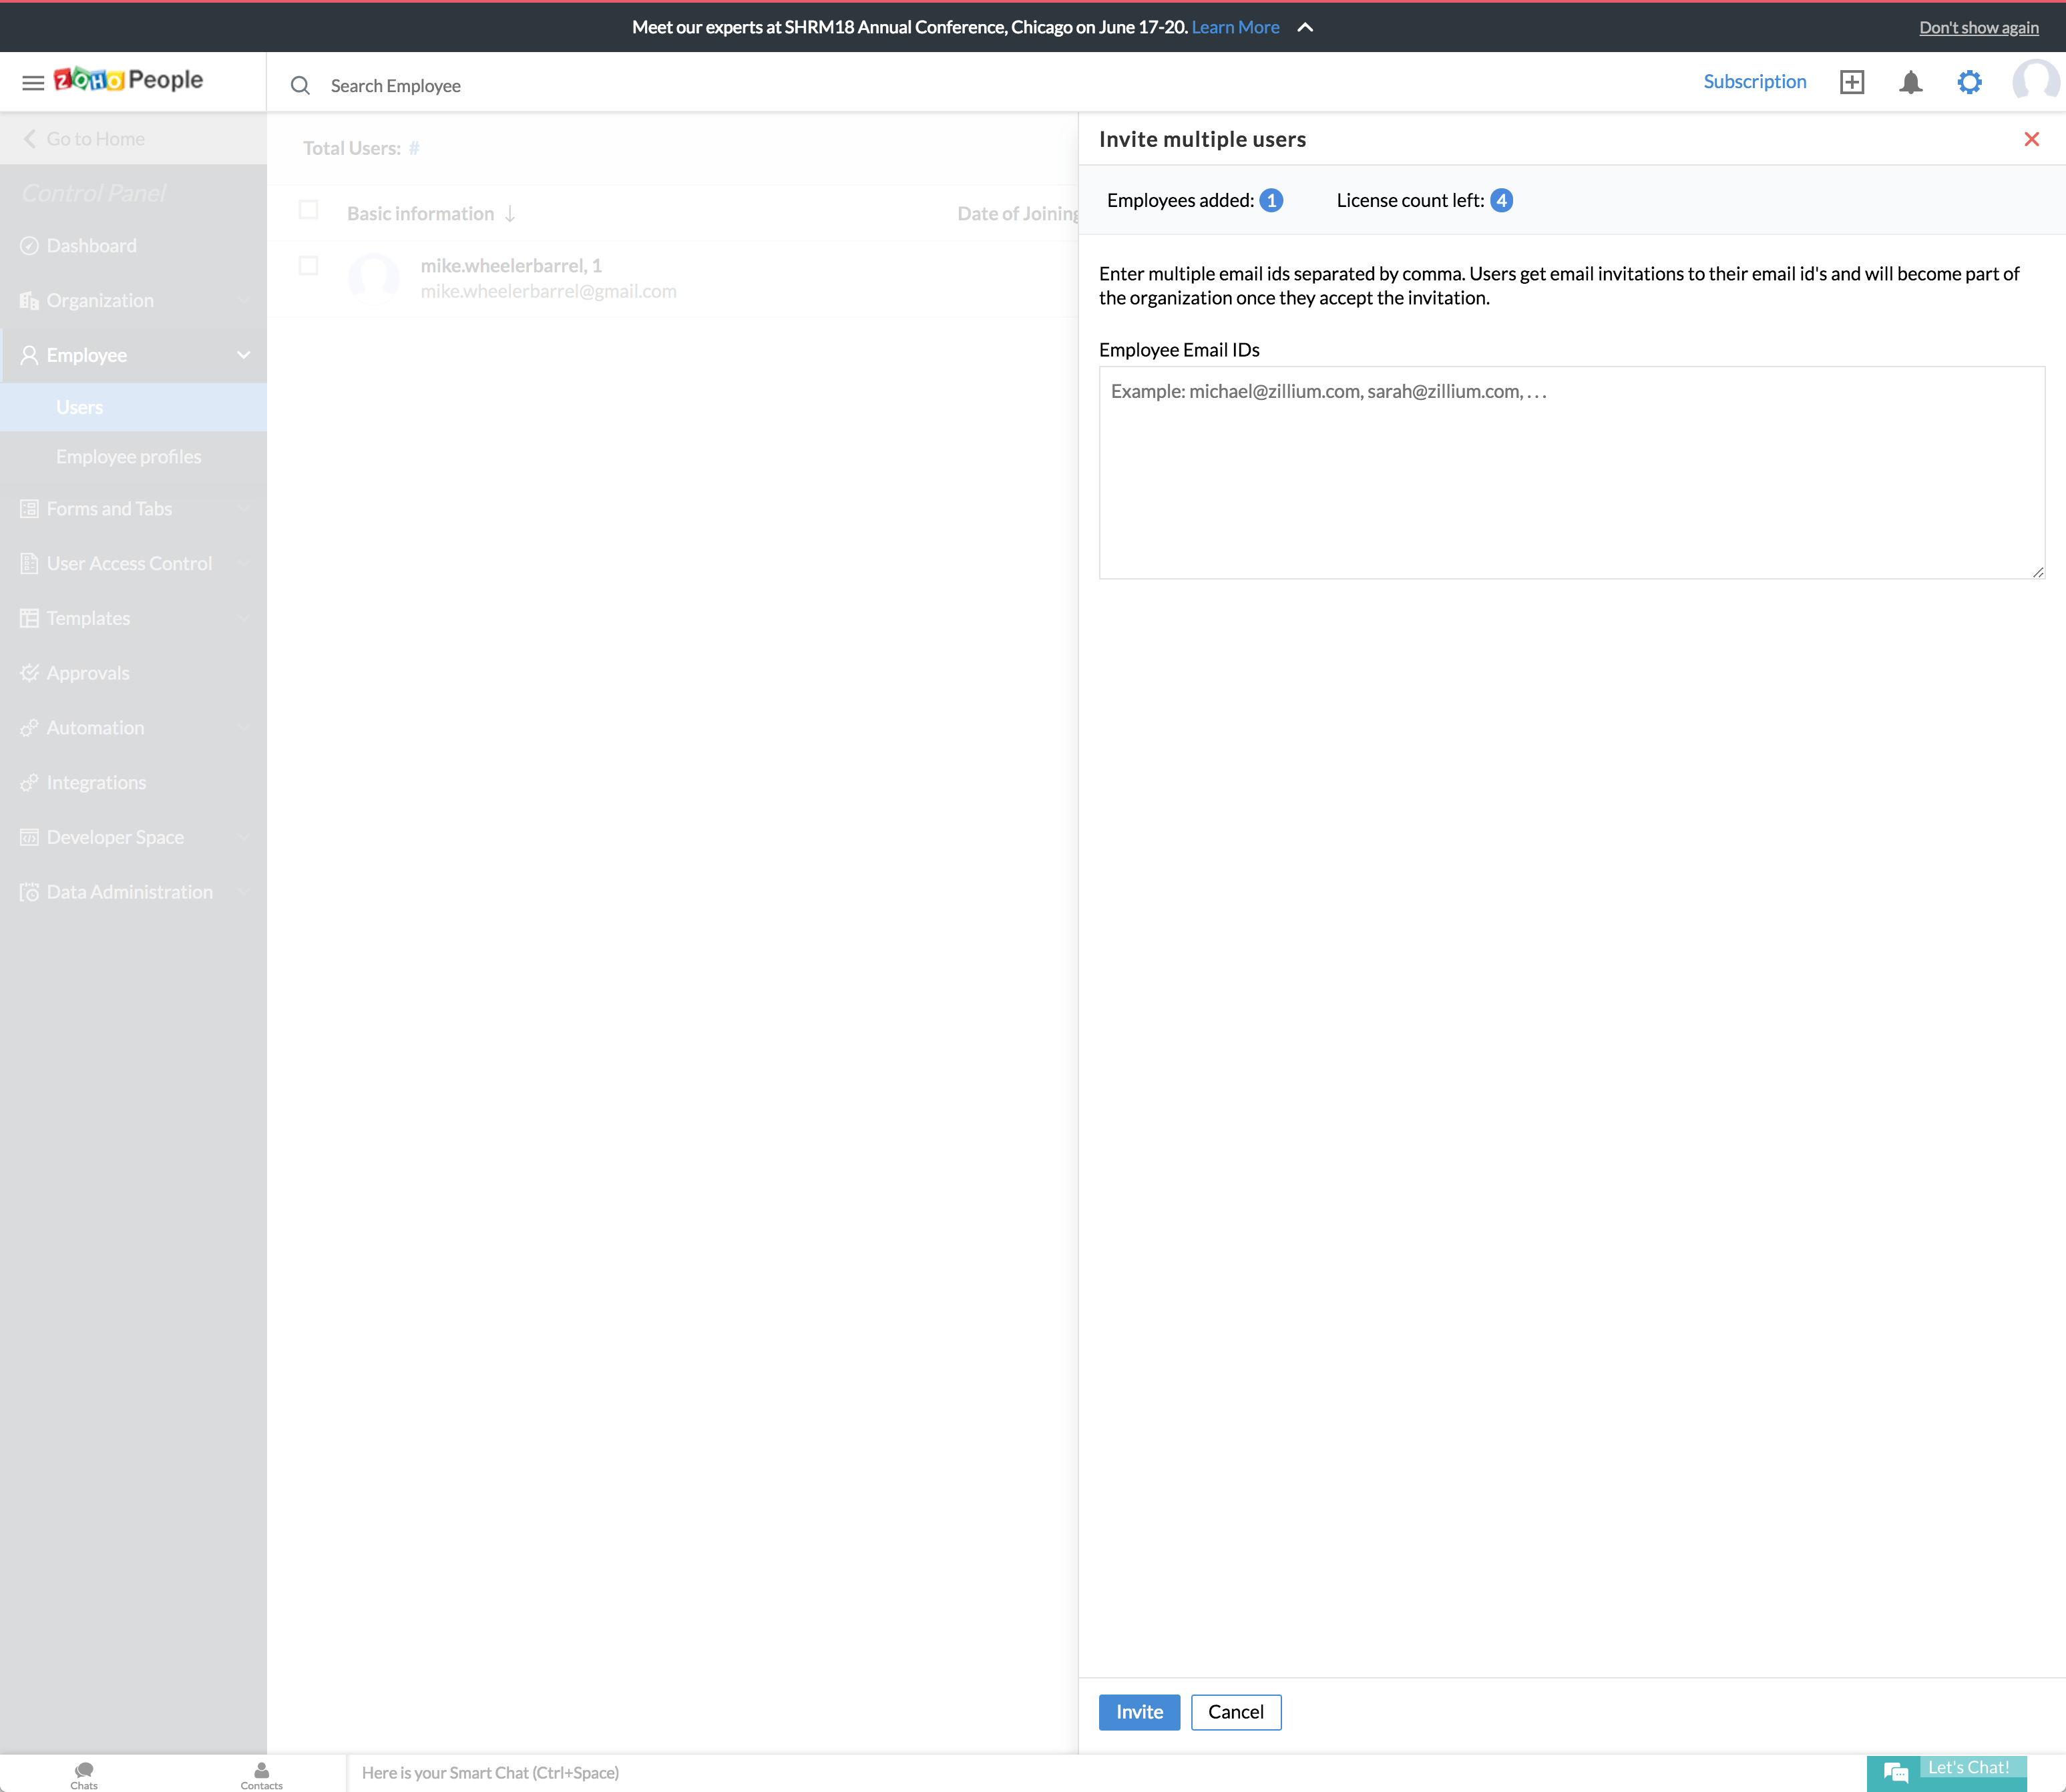 Meet our experts at SHRM18 Annual Conference, Chicago on June 17-20. Learn More
Don't show again
ZOHO People
Search Employee
Subscription
Go to Home
Control Panel
Dashboard
Organization
Employee
Users
Employee profiles
Forms and Tabs
User Access Control
Templates
Approvals
Automation
Integrations
Developer Space
Data Administration
Total Users: #
Basic information ↓
Date of Joining
mike.wheelerbarrel, 1
mike.wheelerbarrel@gmail.com
Invite multiple users
Employees added: 1
License count left: 4
Enter multiple email ids separated by comma. Users get email invitations to their email id's and will become part of
the organization once they accept the invitation.
Employee Email IDs
Example: michael@zillium.com, sarah@zillium.com, . . .
Invite
Cancel
Chats
Contacts
Here is your Smart Chat (Ctrl+Space)
Let's Chat!